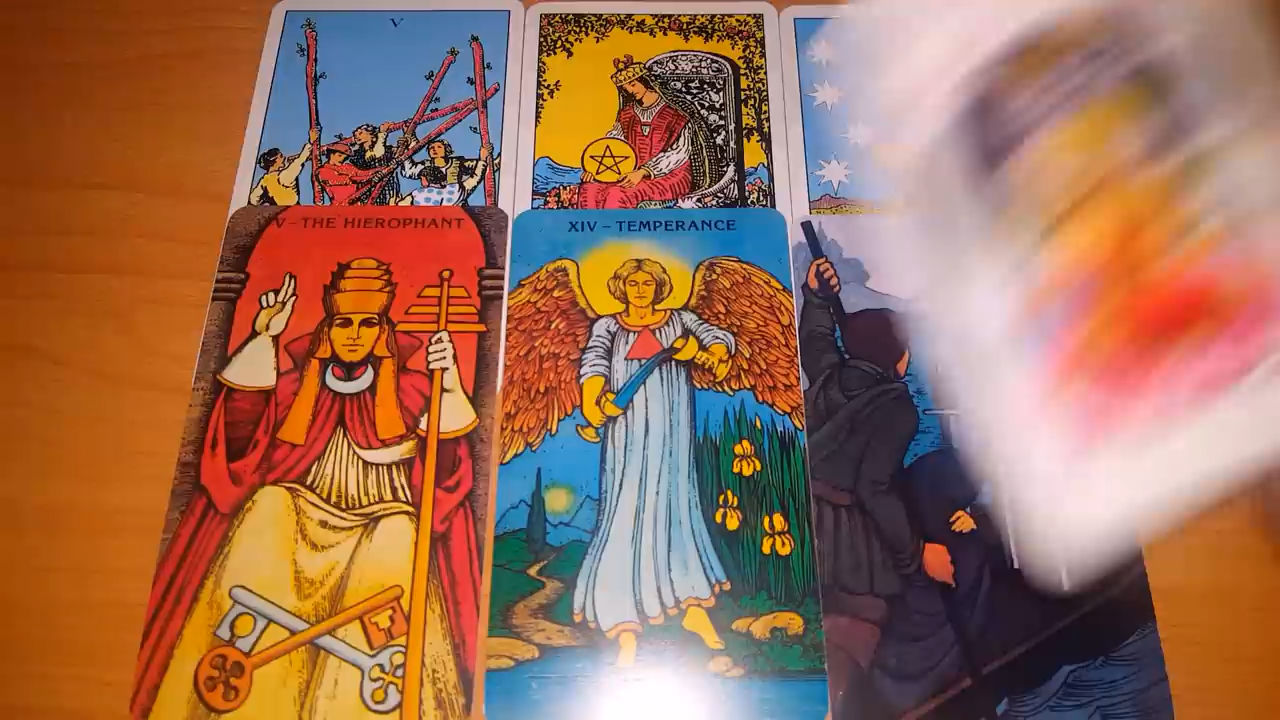 V
V – THE HIEROPHANT
XIV – TEMPERANCE